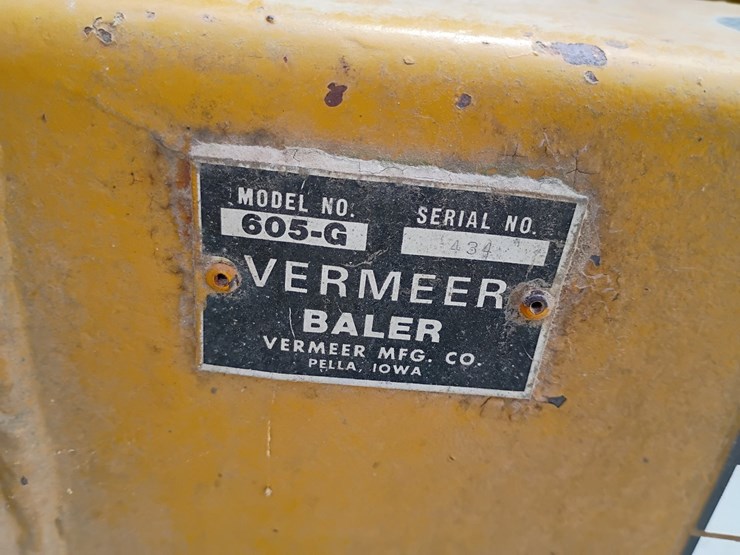 MODEL NO. SERIAL NO.
605-G
VERMEER
BALER
VERMEER MFG. CO.
PELLA, IOWA